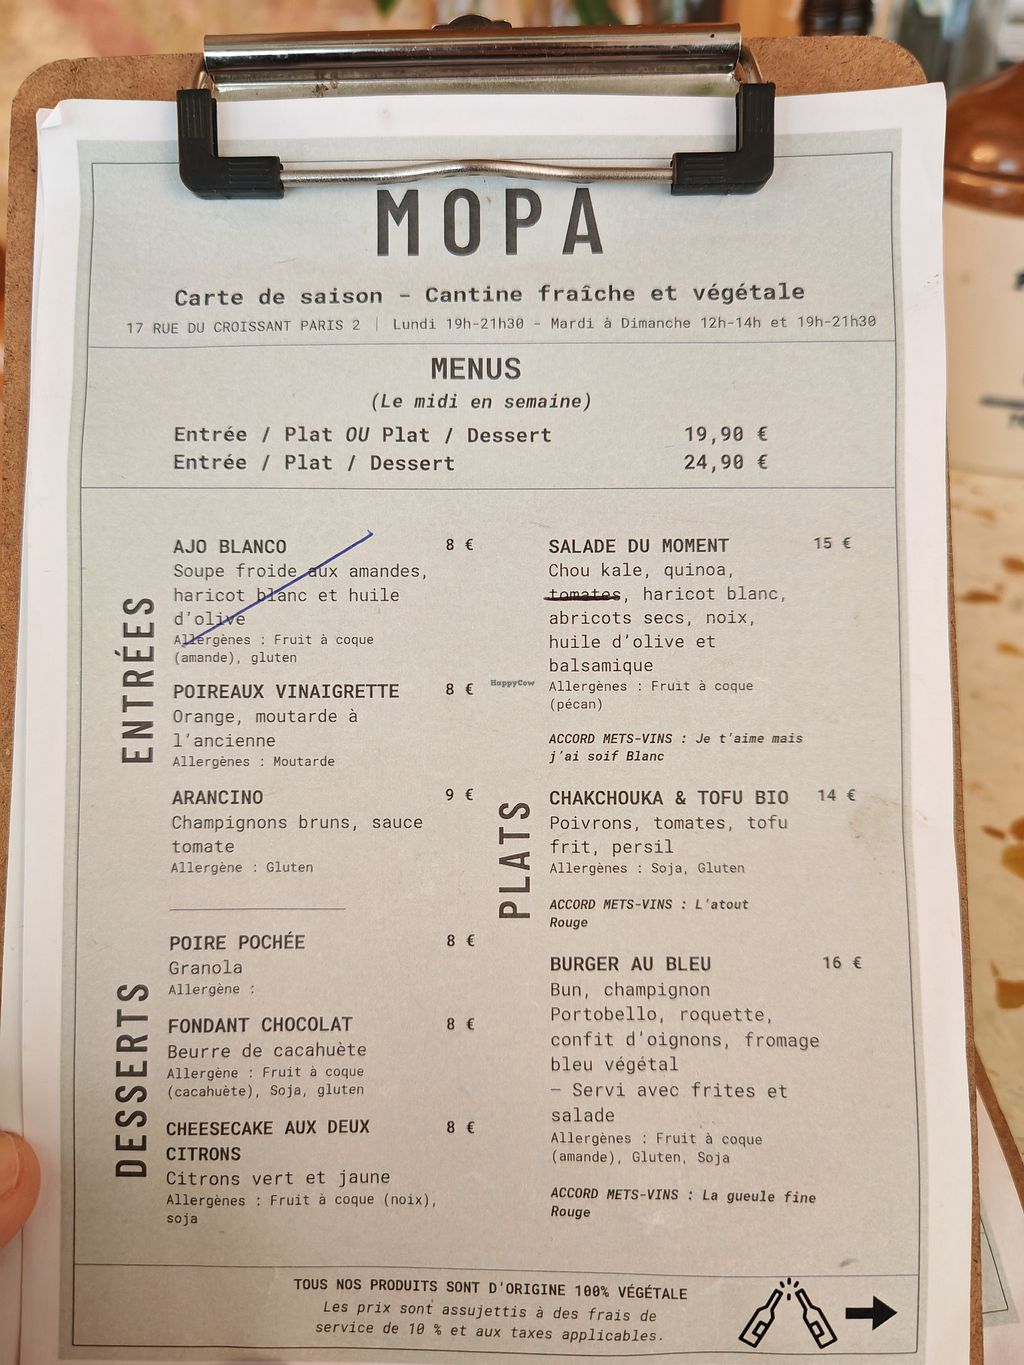 MOPA
Carte de saison – Cantine fraîche et végétale
17 RUE DU CROISSANT PARIS 2 | Lundi 19h-21h30 - Mardi à Dimanche 12h-14h et 19h-21h30
MENUS
(Le midi en semaine)
Entrée / Plat OU Plat / Dessert 19,90 €
Entrée / Plat / Dessert 24,90 €
ENTRÉES
AJO BLANCO 8 €
Soupe froide aux amandes,
haricot blanc et huile
d'olive
Allergènes : Fruit à coque
(amande), gluten
POIREAUX VINAIGRETTE 8 €
Orange, moutarde à
l'ancienne
Allergènes : Moutarde
ARANCINO 9 €
Champignons bruns, sauce
tomate
Allergène : Gluten
DESSERTS
POIRE POCHÉE 8 €
Granola
Allergène :
FONDANT CHOCOLAT 8 €
Beurre de cacahuète
Allergène : Fruit à coque
(cacahuète), Soja, gluten
CHEESECAKE AUX DEUX 8 €
CITRONS
Citrons vert et jaune
Allergènes : Fruit à coque (noix),
soja
HappyCow
PLATS
SALADE DU MOMENT 15 €
Chou kale, quinoa,
tomates, haricot blanc,
abricots secs, noix,
huile d'olive et
balsamique
Allergènes : Fruit à coque
(pécan)
ACCORD METS-VINS : Je t'aime mais
j'ai soif Blanc
CHAKCHOUKA & TOFU BIO 14 €
Poivrons, tomates, tofu
frit, persil
Allergènes : Soja, Gluten
ACCORD METS-VINS : L'atout
Rouge
BURGER AU BLEU 16 €
Bun, champignon
Portobello, roquette,
confit d'oignons, fromage
bleu végétal
– Servi avec frites et
salade
Allergènes : Fruit à coque
(amande), Gluten, Soja
ACCORD METS-VINS : La gueule fine
Rouge
TOUS NOS PRODUITS SONT D'ORIGINE 100% VÉGÉTALE
Les prix sont assujettis à des frais de
service de 10 % et aux taxes applicables.